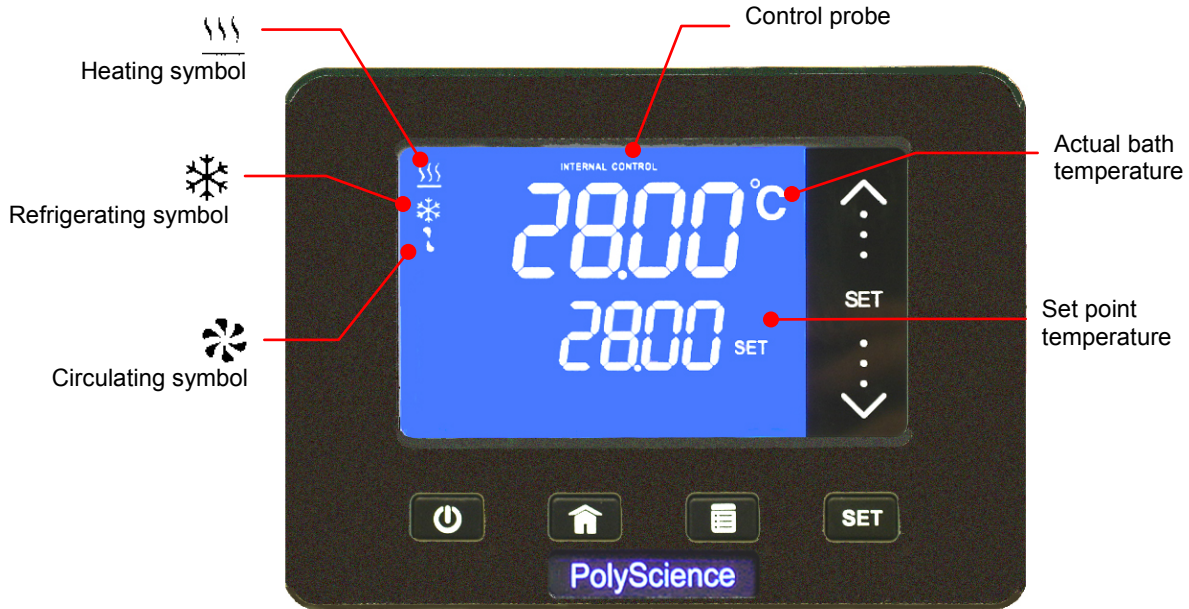 Control probe
Heating symbol
INTERNAL CONTROL
28.00 °C
Actual bath
temperature
Refrigerating symbol
SET
28.00 SET
Set point
temperature
Circulating symbol
SET
PolyScience